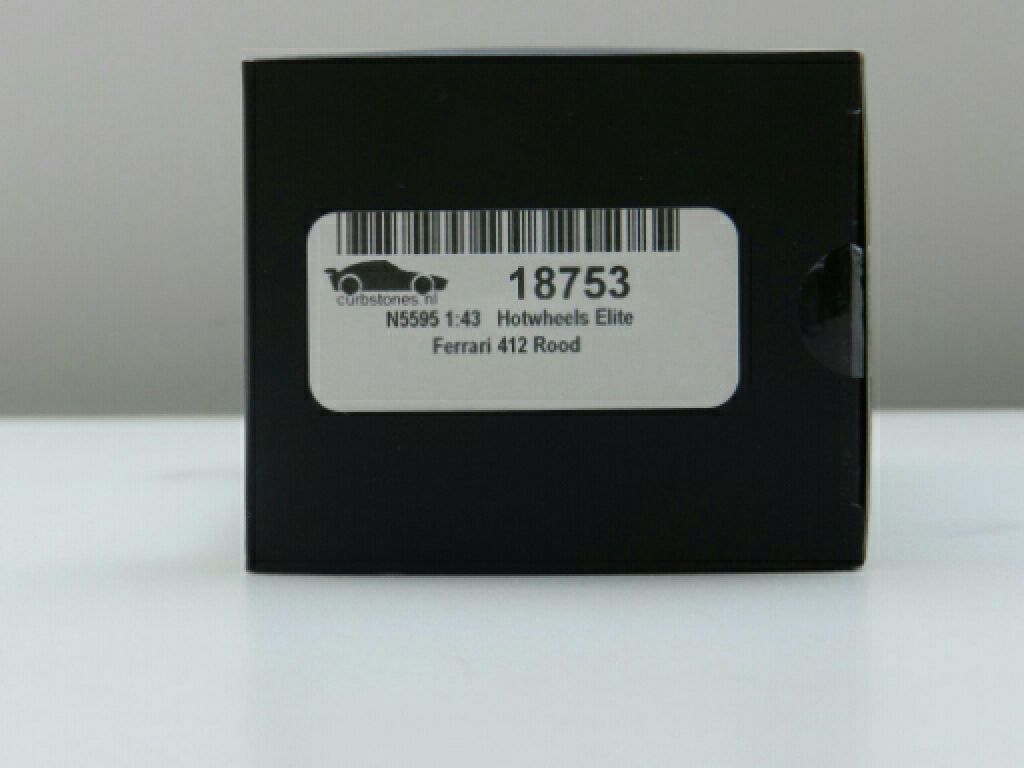 18753
curbstones.nl
N5595 1:43 Hotwheels Elite
Ferrari 412 Rood